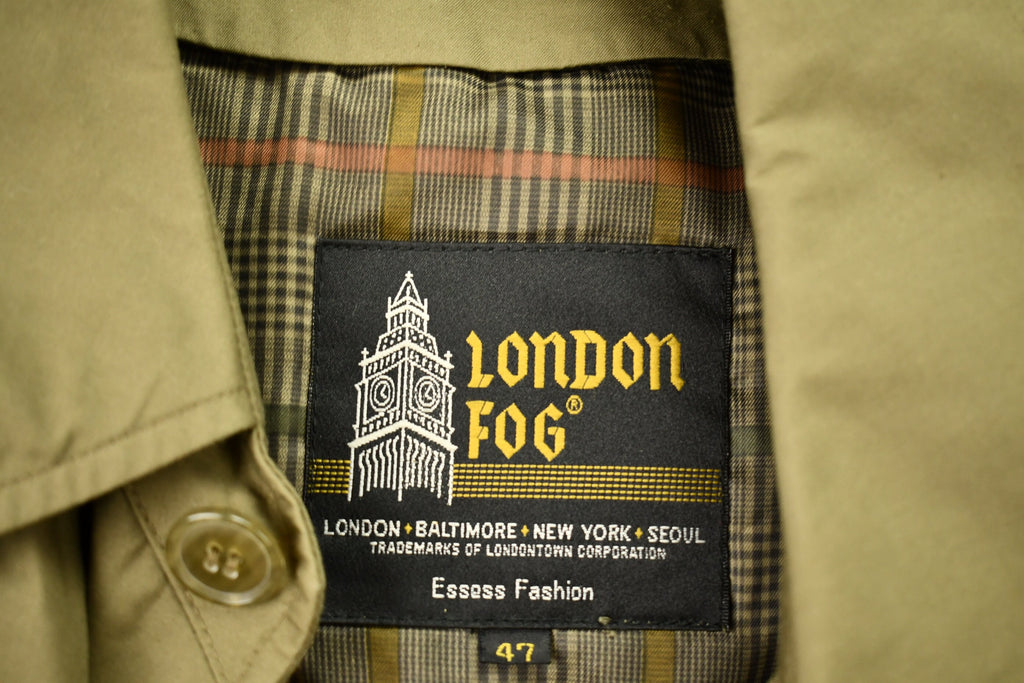 LONDON
FOG®
LONDON ♦ BALTIMORE ♦ NEW YORK ♦ SEOUL
TRADEMARKS OF LONDONTOWN CORPORATION
Essess Fashion
47